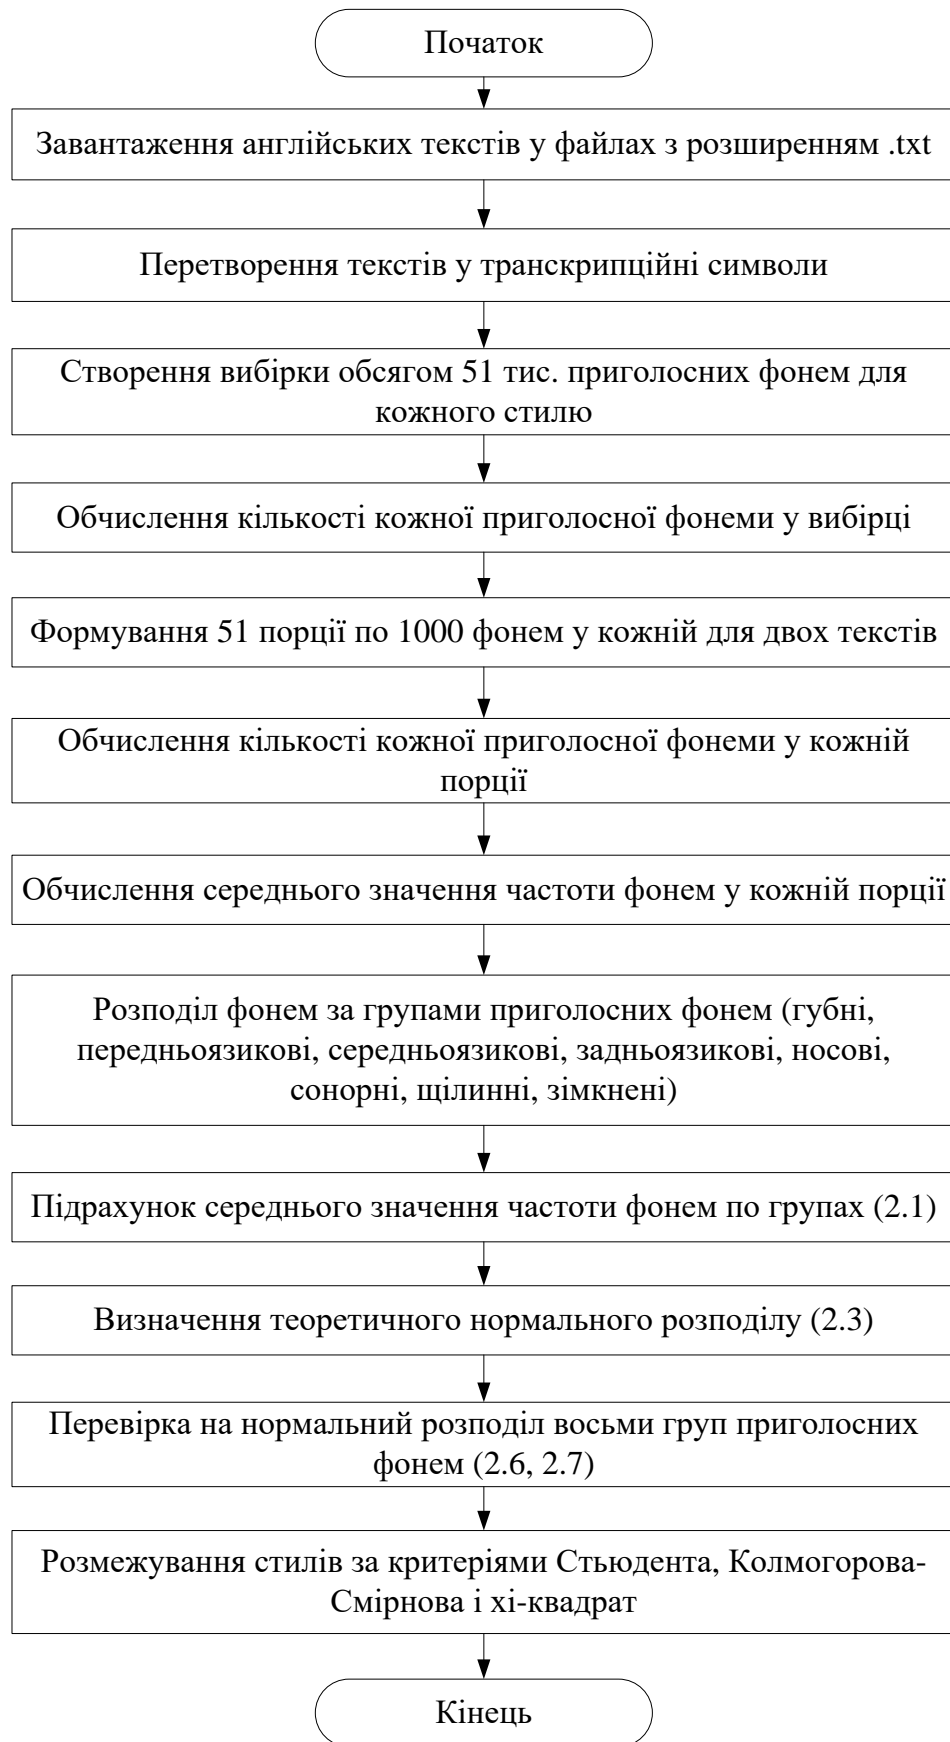 Початок
Завантаження англійських текстів у файлах з розширенням .txt
Перетворення текстів у транскрипційні символи
Створення вибірки обсягом 51 тис. приголосних фонем для
кожного стилю
Обчислення кількості кожної приголосної фонеми у вибірці
Формування 51 порції по 1000 фонем у кожній для двох текстів
Обчислення кількості кожної приголосної фонеми у кожній
порції
Обчислення середнього значення частоти фонем у кожній порції
Розподіл фонем за групами приголосних фонем (губні,
передньоязикові, середньоязикові, задньоязикові, носові,
сонорні, щілинні, зімкнені)
Підрахунок середнього значення частоти фонем по групах (2.1)
Визначення теоретичного нормального розподілу (2.3)
Перевірка на нормальний розподіл восьми груп приголосних
фонем (2.6, 2.7)
Розмежування стилів за критеріями Стьюдента, Колмогорова-
Смірнова і хі-квадрат
Кінець